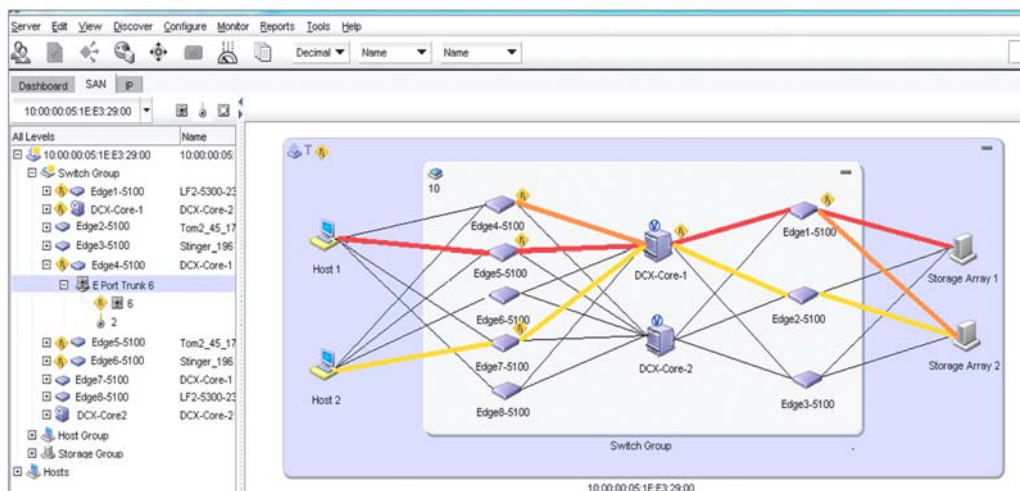 Server Edit View Discover Configure Monitor Reports Tools Help
Decimal Name Name
Dashboard SAN IP
10:00:00:05:1E:E3:29:00
All Levels Name
10:00:00:05:1E:E3:29:00 10:00:00:05:
Switch Group
Edge1-5100 LF2-5300-23
DCX-Core-1 DCX-Core-2
Edge2-5100 Tom2_45_17
Edge3-5100 Stinger_196
Edge4-5100 DCX-Core-1
E Port Trunk 6
6
2
Edge5-5100 Tom2_45_17
Edge6-5100 Stinger_196
Edge7-5100 DCX-Core-1
Edge8-5100 LF2-5300-23
DCX-Core2 DCX-Core-2
Host Group
Storage Group
Hosts
T
10
Edge4-5100
Edge1-5100
Host 1
Edge5-5100
DCX-Core-1
Storage Array 1
Edge6-5100
Edge2-5100
Edge7-5100
DCX-Core-2
Storage Array 2
Host 2
Edge8-5100
Edge3-5100
Switch Group
10:00:00:05:1E:E3:29:00